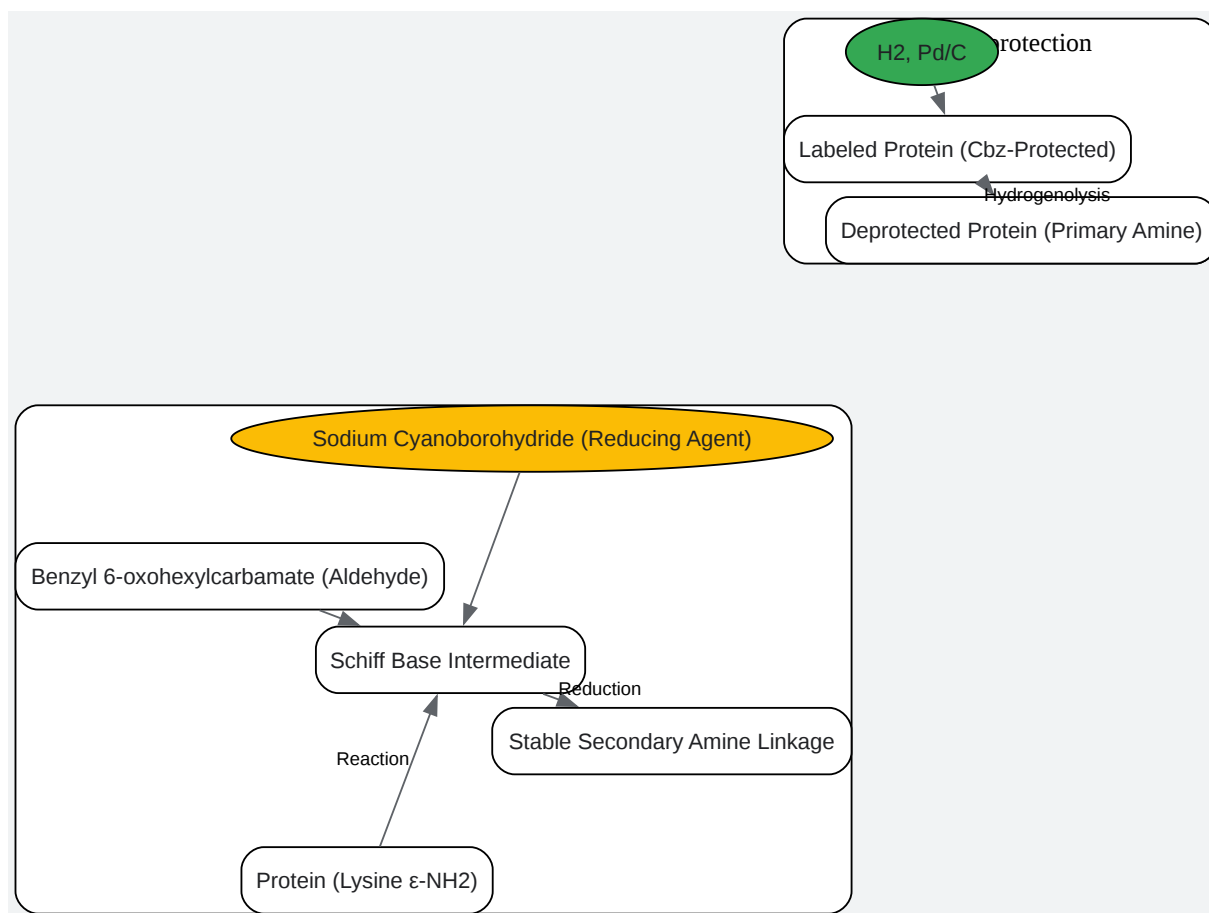 H2, Pd/C
protection
Labeled Protein (Cbz-Protected)
Hydrogenolysis
Deprotected Protein (Primary Amine)
Sodium Cyanoborohydride (Reducing Agent)
Benzyl 6-oxohexylcarbamate (Aldehyde)
Schiff Base Intermediate
Reduction
Stable Secondary Amine Linkage
Reaction
Protein (Lysine ε-NH2)